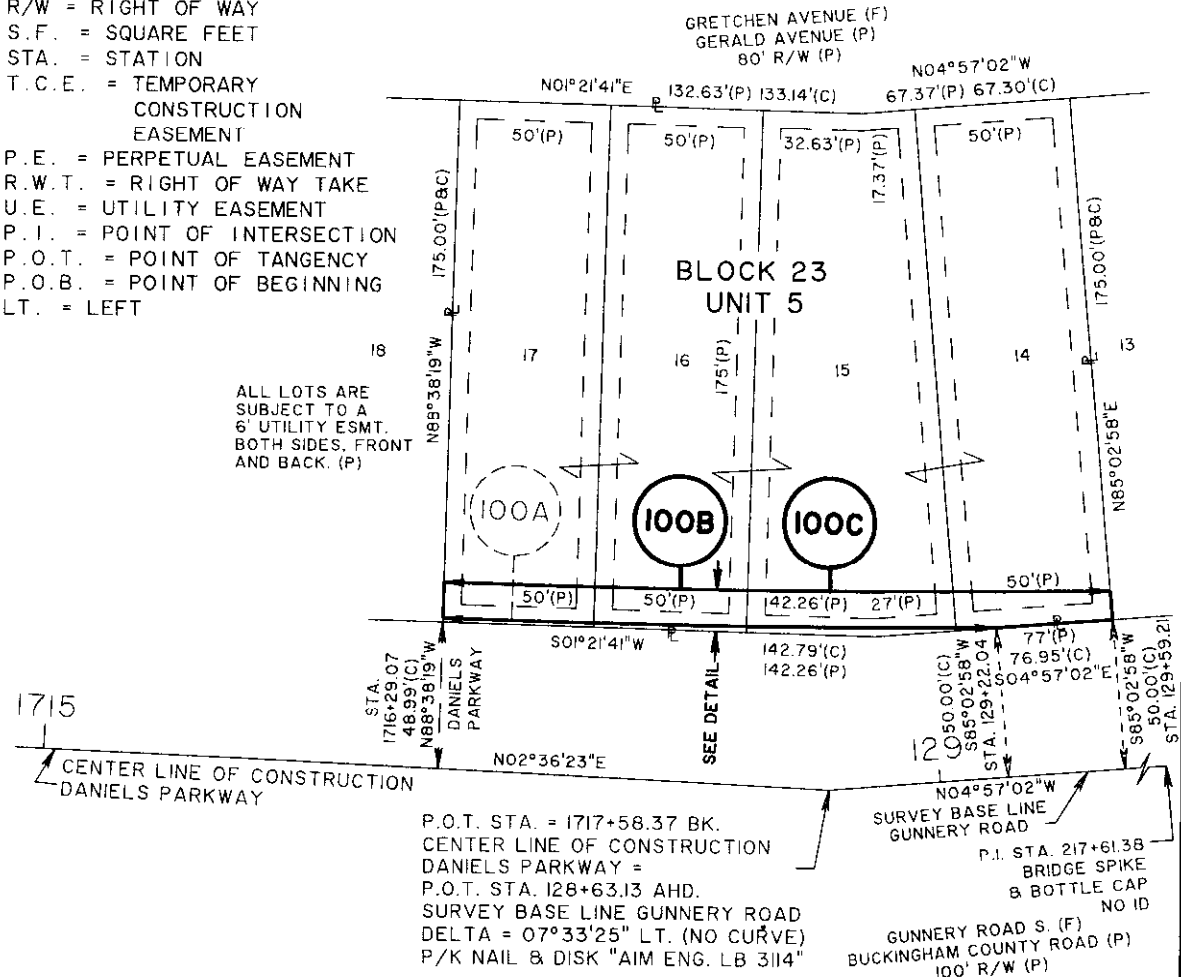 R/W = RIGHT OF WAY
S.F. = SQUARE FEET
STA. = STATION
T.C.E. = TEMPORARY
CONSTRUCTION
EASEMENT
P.E. = PERPETUAL EASEMENT
R.W.T. = RIGHT OF WAY TAKE
U.E. = UTILITY EASEMENT
P.I. = POINT OF INTERSECTION
P.O.T. = POINT OF TANGENCY
P.O.B. = POINT OF BEGINNING
LT. = LEFT
GRETCHEN AVENUE (F)
GERALD AVENUE (P)
80' R/W (P)
N01°21'41"E
132.63'(P) 133.14'(C)
N04°57'02"W
67.37'(P) 67.30'(C)
50'(P)
50'(P)
32.63'(P)
17.37'(P)
50'(P)
175.00'(P&C)
N88°38'19"W
175'(P)
175.00'(P&C)
N85°02'58"E
BLOCK 23
UNIT 5
18
17
16
15
14
13
ALL LOTS ARE
SUBJECT TO A
6' UTILITY ESMT.
BOTH SIDES, FRONT
AND BACK. (P)
100A
100B
100C
50'(P)
50'(P)
50'(P)
142.26'(P)
27'(P)
S01°21'41"W
142.79'(C)
142.26'(P)
77'(P)
76.95'(C)
S04°57'02"E
STA.
1716+29.07
48.99'(C)
N88°38'19"W
DANIELS
PARKWAY
SEE DETAIL
50.00'(C)
S85°02'58"W
STA. 129+22.04
S85°02'58"W
50.00'(C)
STA. 129+59.21
1715
129
CENTER LINE OF CONSTRUCTION
DANIELS PARKWAY
N02°36'23"E
N04°57'02"W
SURVEY BASE LINE
GUNNERY ROAD
P.O.T. STA. = 1717+58.37 BK.
CENTER LINE OF CONSTRUCTION
DANIELS PARKWAY =
P.O.T. STA. 128+63.13 AHD.
SURVEY BASE LINE GUNNERY ROAD
DELTA = 07°33'25" LT. (NO CURVE)
P/K NAIL & DISK "AIM ENG. LB 3114"
P.I. STA. 217+61.38
BRIDGE SPIKE
& BOTTLE CAP
NO ID
GUNNERY ROAD S. (F)
BUCKINGHAM COUNTY ROAD (P)
100' R/W (P)